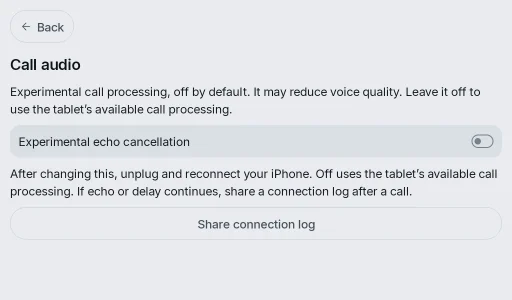 Back
Call audio
Experimental call processing, off by default. It may reduce voice quality. Leave it off to
use the tablet’s available call processing.
Experimental echo cancellation
After changing this, unplug and reconnect your iPhone. Off uses the tablet’s available call
processing. If echo or delay continues, share a connection log after a call.
Share connection log